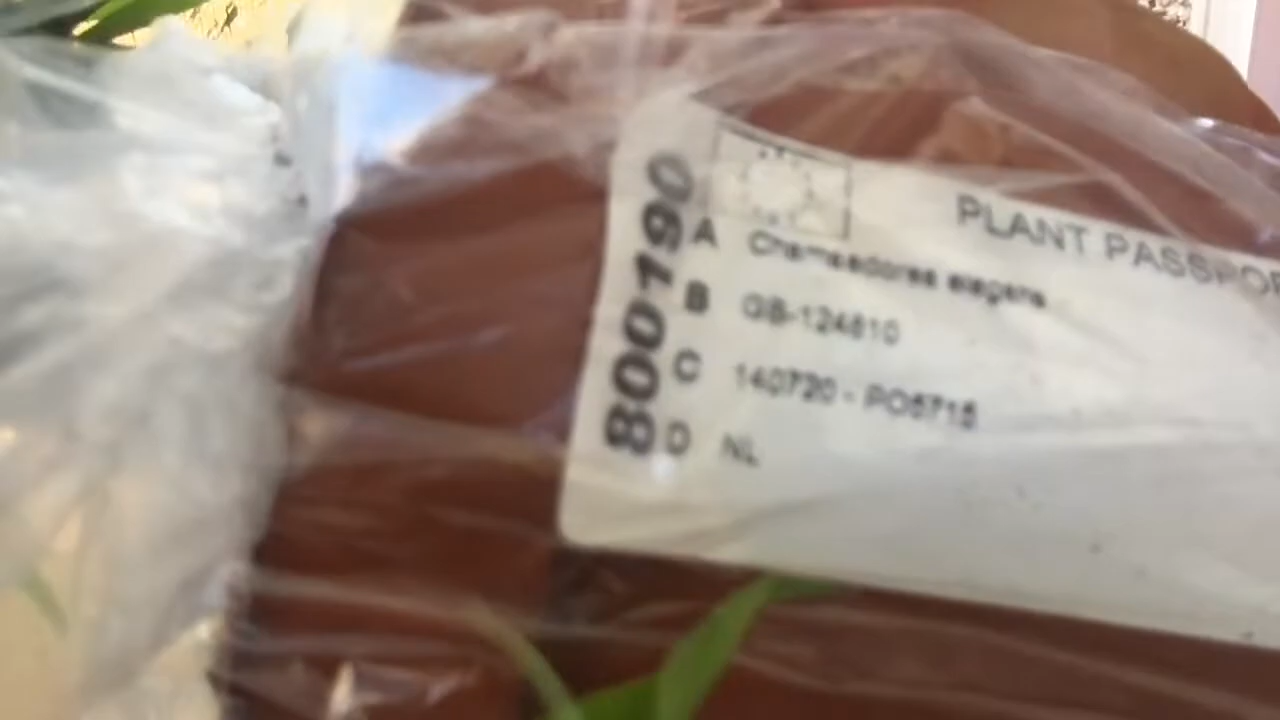 PLANT PASSPOR
A Chamaedorea elegans
B GB-124810
C 140720 - PO5715
D NL
800190